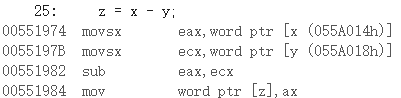 25:     z = x - y;
00551974  movsx       eax,word ptr [x (055A014h)]
0055197B  movsx       ecx,word ptr [y (055A018h)]
00551982  sub         eax,ecx
00551984  mov         word ptr [z],ax